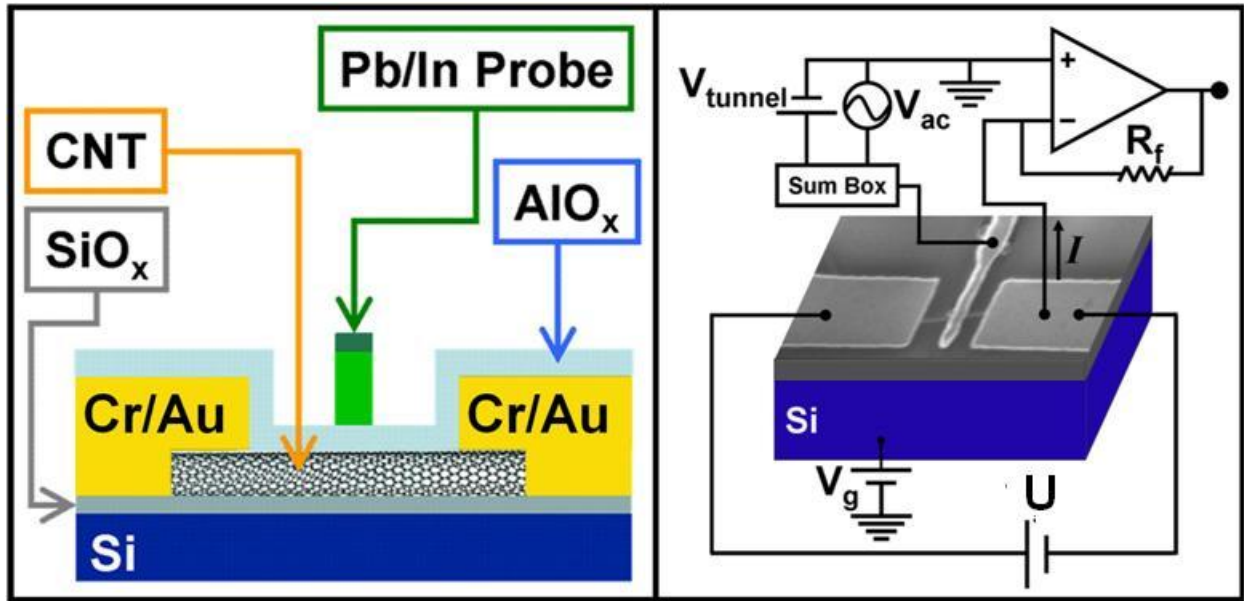 Pb/In Probe
CNT
AlOx
SiOx
Cr/Au
Cr/Au
Si
Vtunnel
Vac
+
−
Rf
Sum Box
I
Si
Vg
U